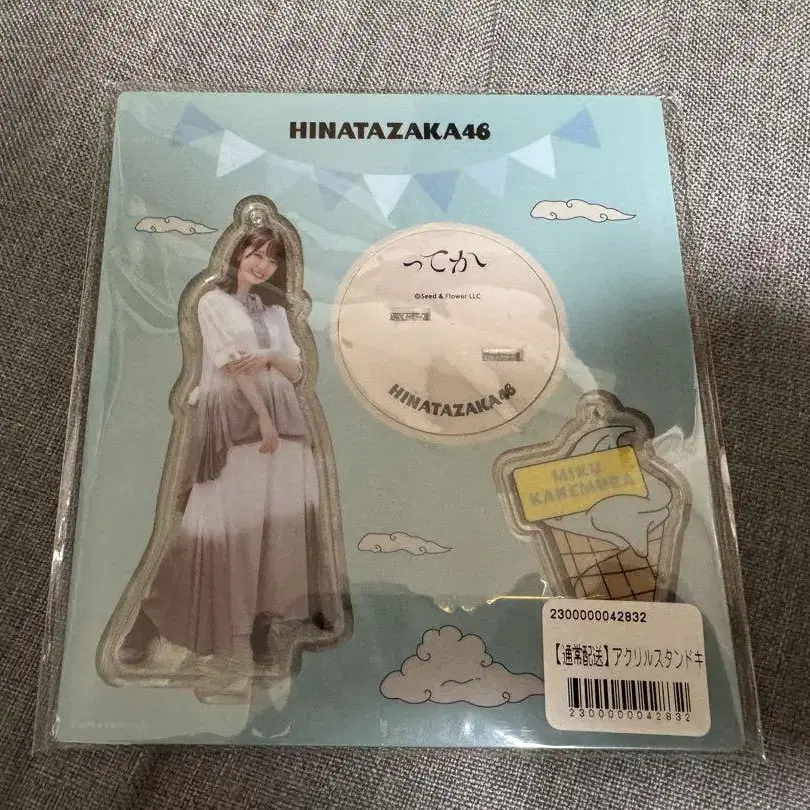 HINATAZAKA46
ってか
©Seed & Flower LLC
HINATAZAKA46
MIKU
KANEMURA
2300000042832
【通常配送】アクリルスタンドキ
2300000042832